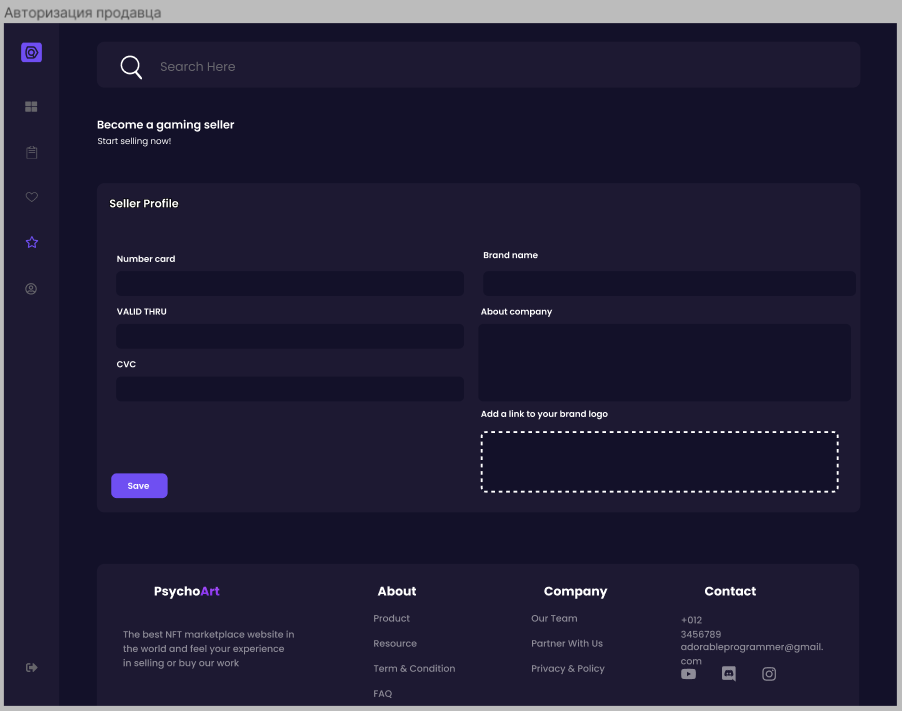 Авторизация продавца
Search Here
Become a gaming seller
Start selling now!
Seller Profile
Number card
Brand name
VALID THRU
About company
CVC
Add a link to your brand logo
Save
PsychoArt
The best NFT marketplace website in
the world and feel your experience
in selling or buy our work
About
Product
Resource
Term & Condition
FAQ
Company
Our Team
Partner With Us
Privacy & Policy
Contact
+012
3456789
adorableprogrammer@gmail.
com